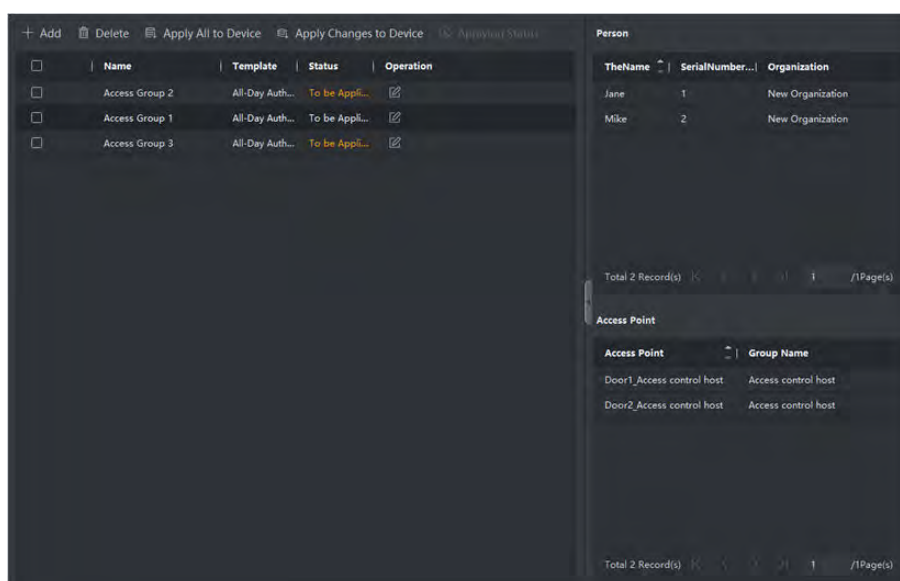 Add Delete Apply All to Device Apply Changes to Device Applying Status
Name Template Status Operation
Access Group 2 All-Day Auth... To be Appli...
Access Group 1 All-Day Auth... To be Appli...
Access Group 3 All-Day Auth... To be Appli...
Person
TheName SerialNumber... Organization
Jane 1 New Organization
Mike 2 New Organization
Total 2 Record(s) 1 /1Page(s)
Access Point
Access Point Group Name
Door1_Access control host Access control host
Door2_Access control host Access control host
Total 2 Record(s) 1 /1Page(s)